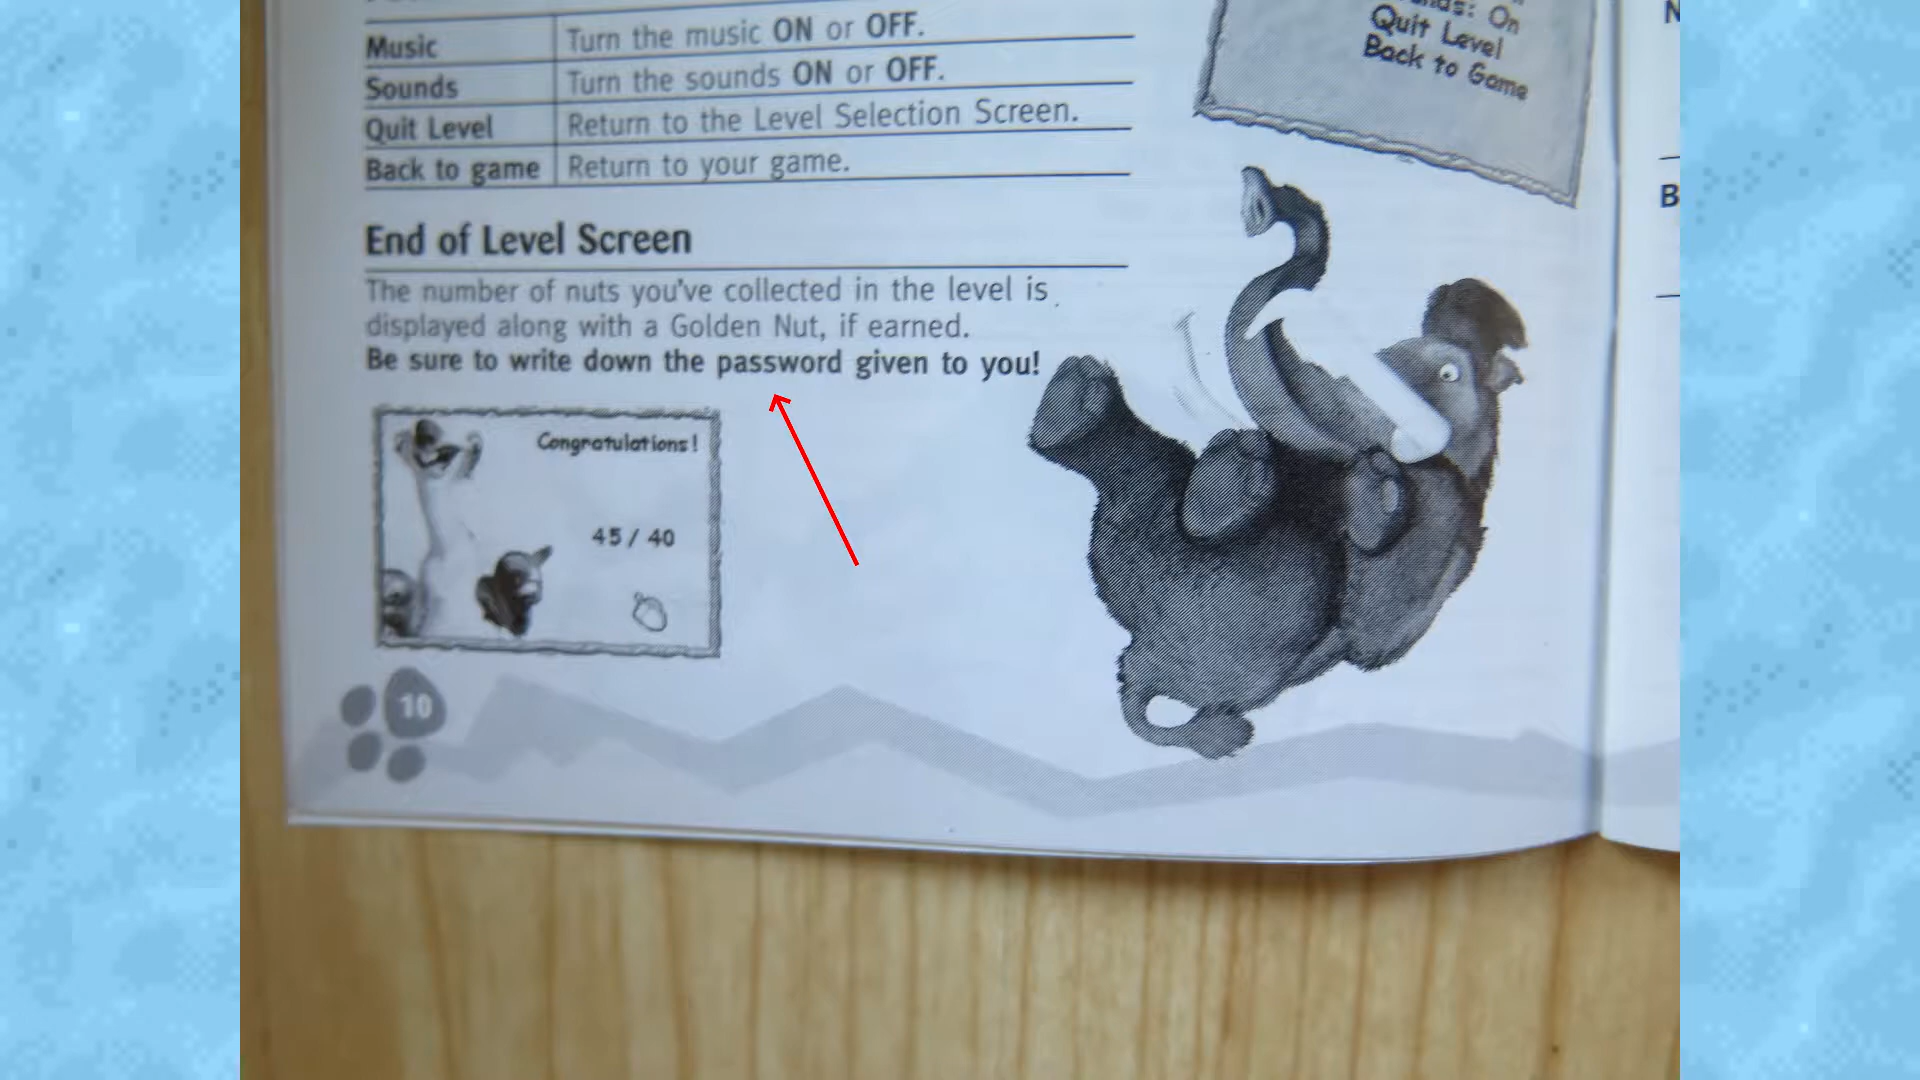 Music Turn the music ON or OFF.
Sounds Turn the sounds ON or OFF.
Quit Level Return to the Level Selection Screen.
Back to game Return to your game.
On
Quit Level
Back to Game
End of Level Screen
The number of nuts you've collected in the level is
displayed along with a Golden Nut, if earned.
Be sure to write down the password given to you!
Congratulations!
45 / 40
10